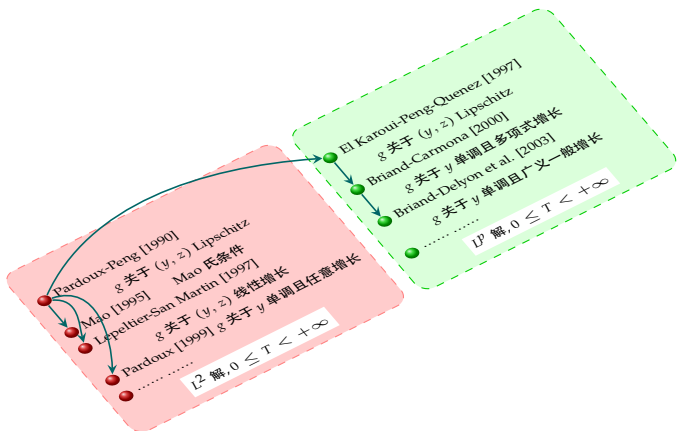 Pardoux-Peng [1990]
g 关于 (y, z) Lipschitz
Mao [1995] Mao 氏条件
Lepeltier-San Martin [1997]
g 关于 (y, z) 线性增长
Pardoux [1999] g 关于 y 单调且任意增长
…… ……
L² 解, 0 ≤ T < +∞
El Karoui-Peng-Quenez [1997]
g 关于 (y, z) Lipschitz
Briand-Carmona [2000]
g 关于 y 单调且多项式增长
Briand-Delyon et al. [2003]
g 关于 y 单调且广义一般增长
…… ……
Lᵖ 解, 0 ≤ T < +∞